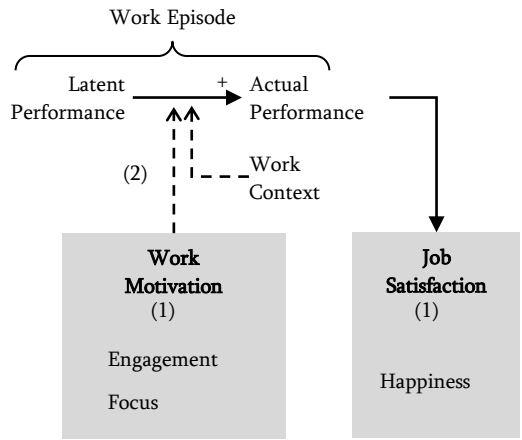 Work Episode
Latent
Performance
+
Actual
Performance
(2)
Work
Context
Work
Motivation
(1)
Engagement
Focus
Job
Satisfaction
(1)
Happiness